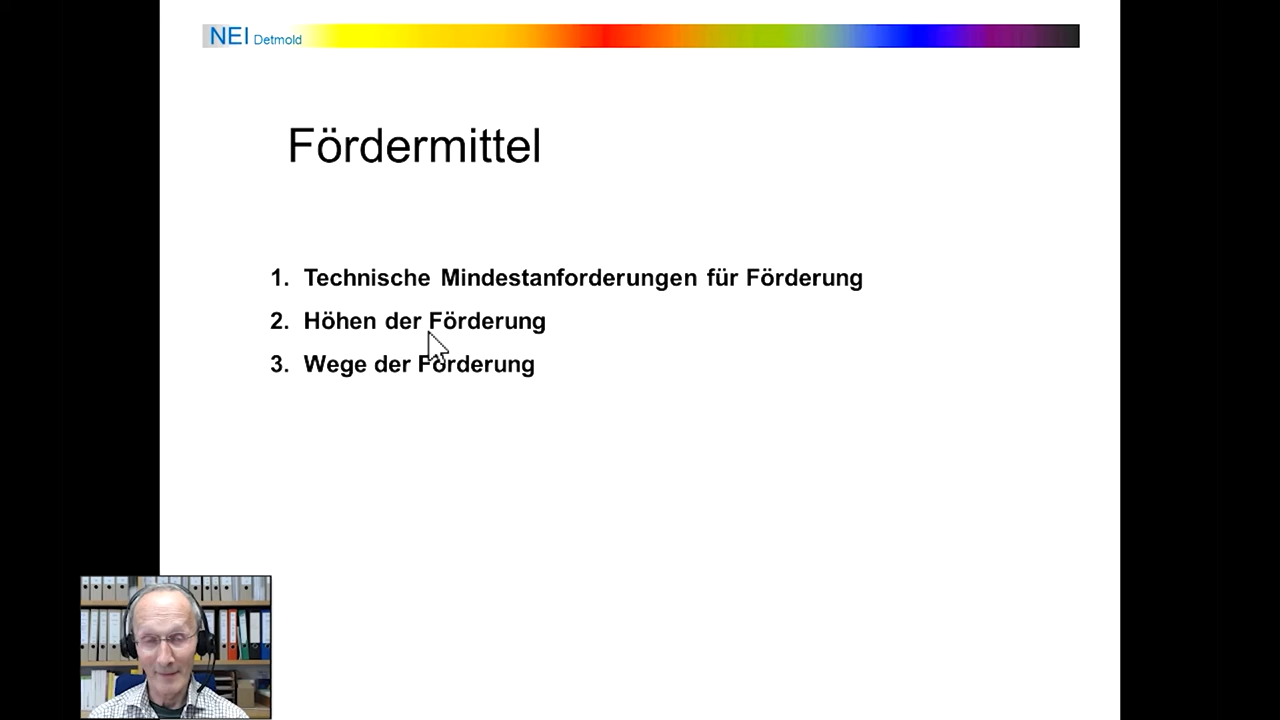 NEI Detmold
Fördermittel
1. Technische Mindestanforderungen für Förderung
2. Höhen der Förderung
3. Wege der Förderung